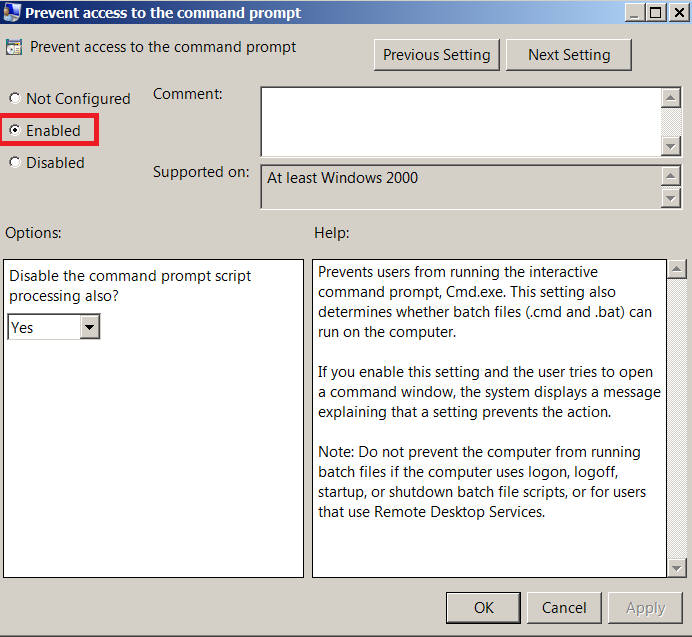 Prevent access to the command prompt
Prevent access to the command prompt
Previous Setting
Next Setting
Not Configured
Enabled
Disabled
Comment:
Supported on:
At least Windows 2000
Options:
Help:
Disable the command prompt script
processing also?
Yes
Prevents users from running the interactive
command prompt, Cmd.exe. This setting also
determines whether batch files (.cmd and .bat) can
run on the computer.
If you enable this setting and the user tries to open
a command window, the system displays a message
explaining that a setting prevents the action.
Note: Do not prevent the computer from running
batch files if the computer uses logon, logoff,
startup, or shutdown batch file scripts, or for users
that use Remote Desktop Services.
OK
Cancel
Apply